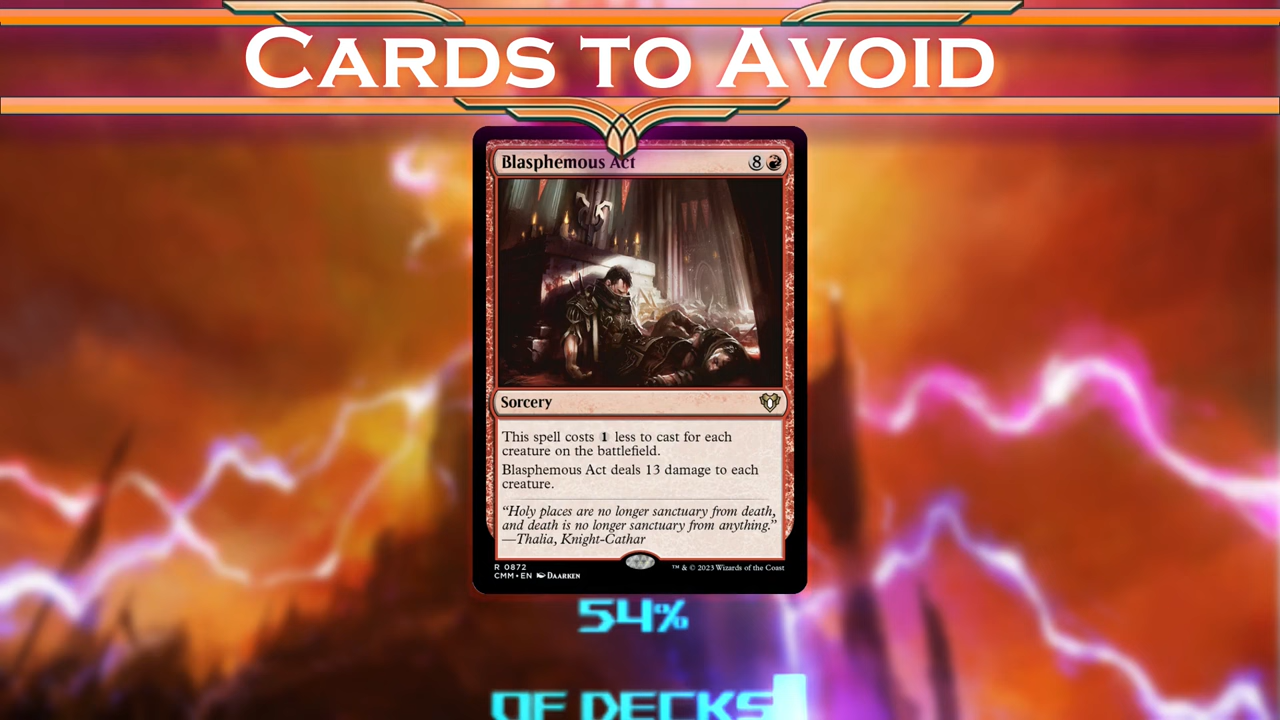 CARDS TO AVOID
Blasphemous Act 8
Sorcery
This spell costs 1 less to cast for each
creature on the battlefield.
Blasphemous Act deals 13 damage to each
creature.
“Holy places are no longer sanctuary from death,
and death is no longer sanctuary from anything.”
—Thalia, Knight-Cathar
R 0872
CMM • EN DAARKEN
™ & © 2023 Wizards of the Coast
54%
OF DECKS